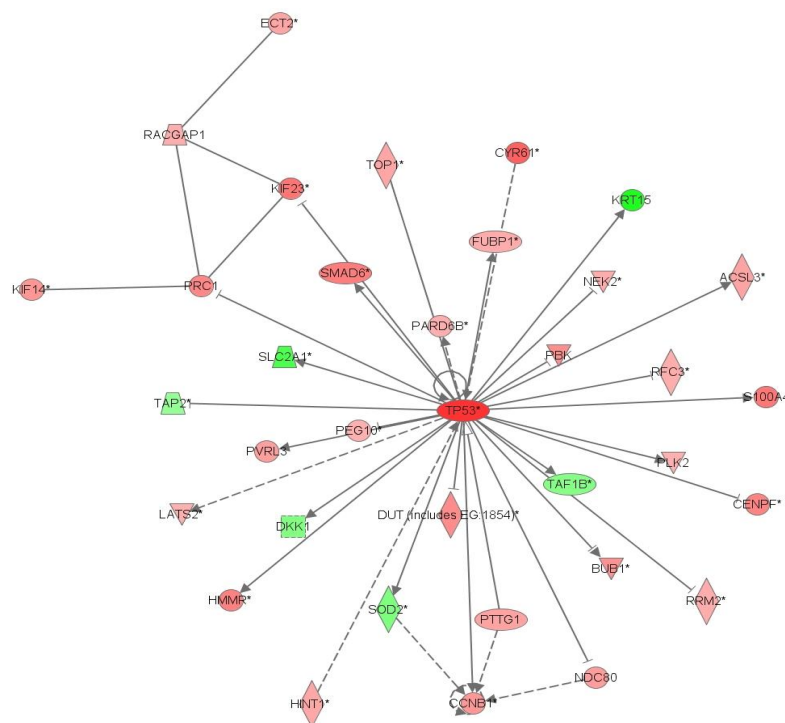 ECT2*
RACGAP1
TOP1*
CYR61*
KIF23*
KRT15
FUBP1*
SMAD6*
NEK2*
ACSL3*
KIF14*
PRC1
PARD6B*
SLC2A1*
PBK
RFC3*
TAP2*
TP53*
S100A4
PEG10*
PVRL3
PLK2
TAF1B*
LATS2*
DKK1
DUT (includes EG:1854)*
CENPF*
BUB1*
HMMR*
SOD2*
PTTG1
RRM2*
NDC80
HINT1*
CCNB1*